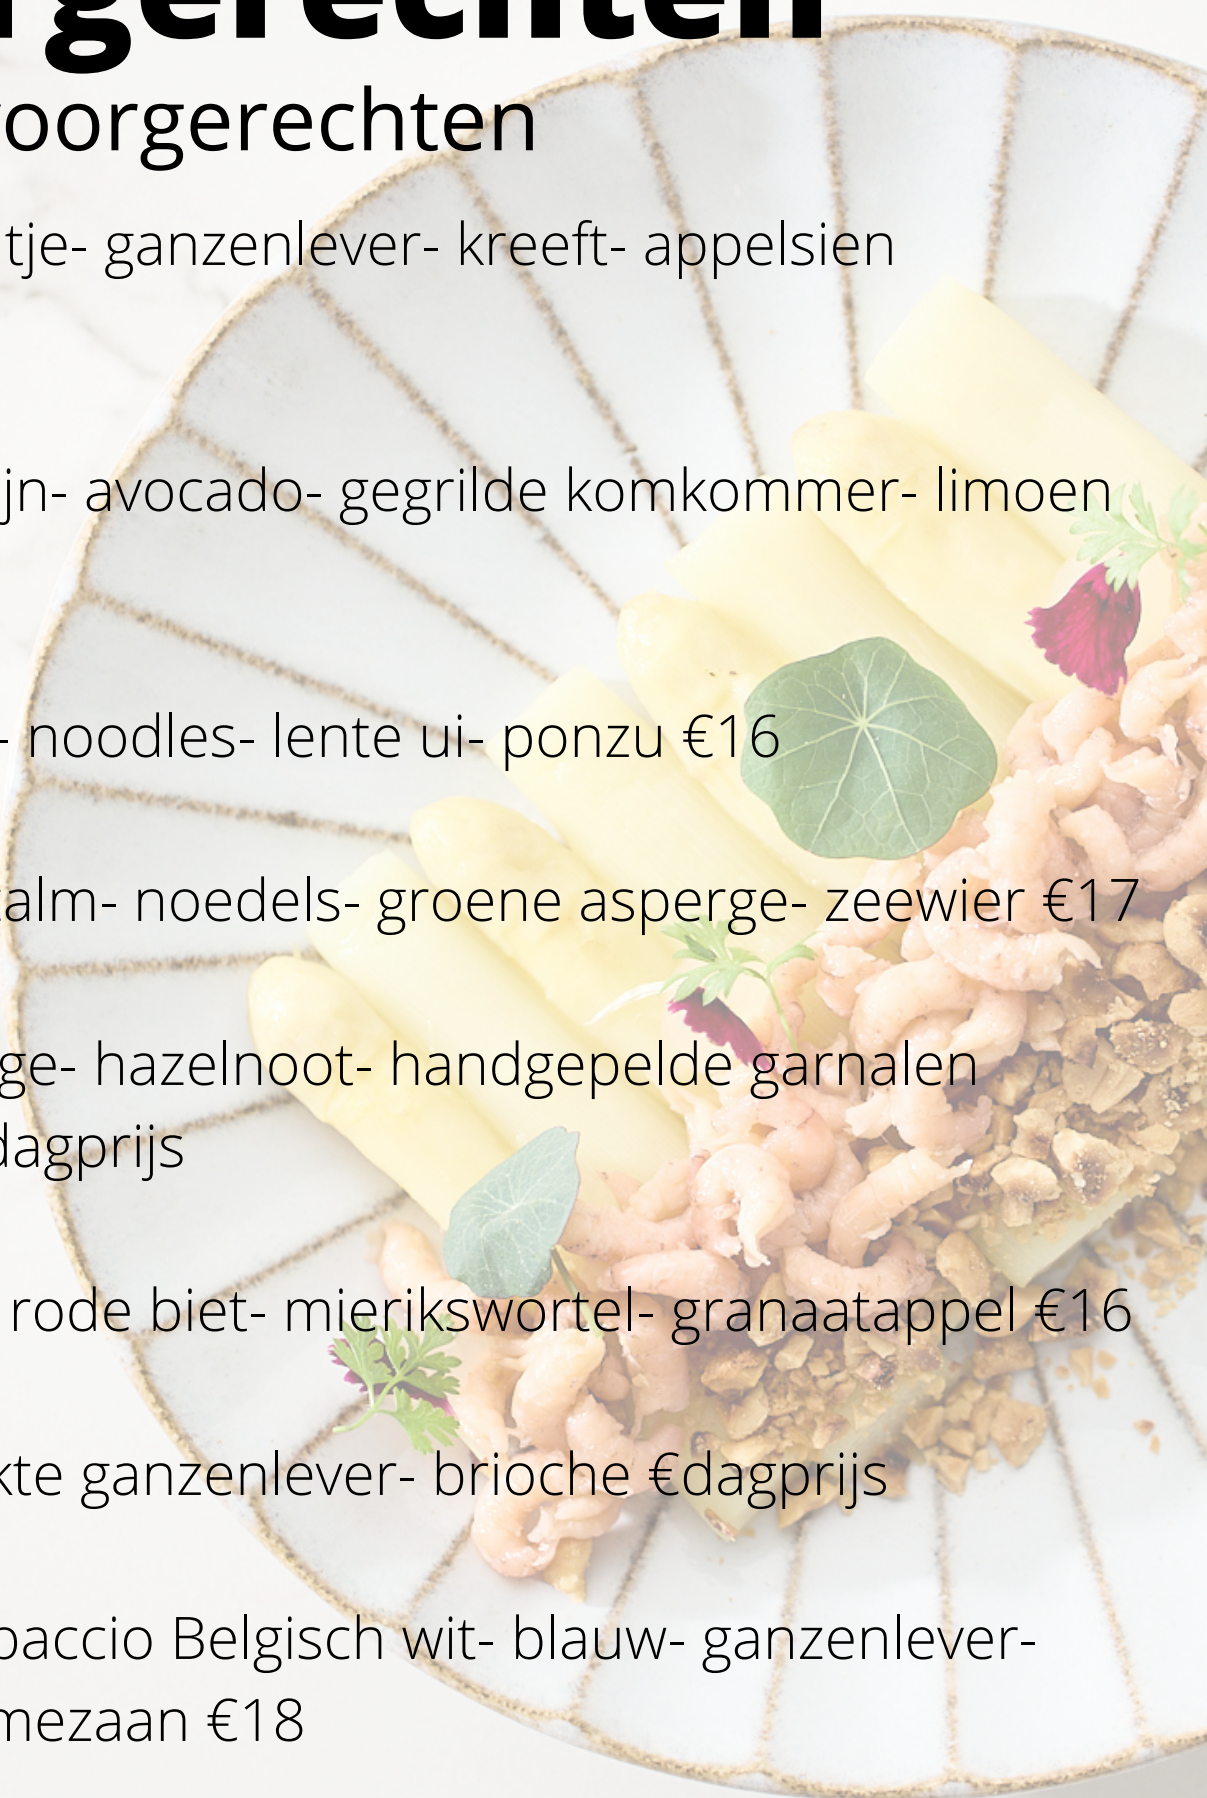 rgerechten
voorgerechten
tje- ganzenlever- kreeft- appelsien
jn- avocado- gegrilde komkommer- limoen
- noodles- lente ui- ponzu €16
alm- noedels- groene asperge- zeewier €17
ge- hazelnoot- handgepelde garnalen
dagprijs
rode biet- mierikswortel- granaatappel €16
kte ganzenlever- brioche €dagprijs
paccio Belgisch wit- blauw- ganzenlever-
mezaan €18